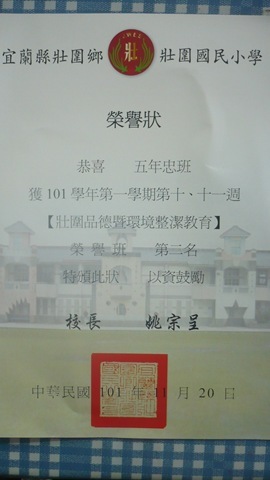 宜蘭縣壯圍鄉 壯 壯圍國民小學
榮譽狀
恭喜 五年忠班
獲101學年第一學期第十、十一週
【壯圍品德暨環境整潔教育】
榮譽班 第三名
特頒此狀 以資鼓勵
校長 姚宗呈
中華民國 101 年 11 月 20 日